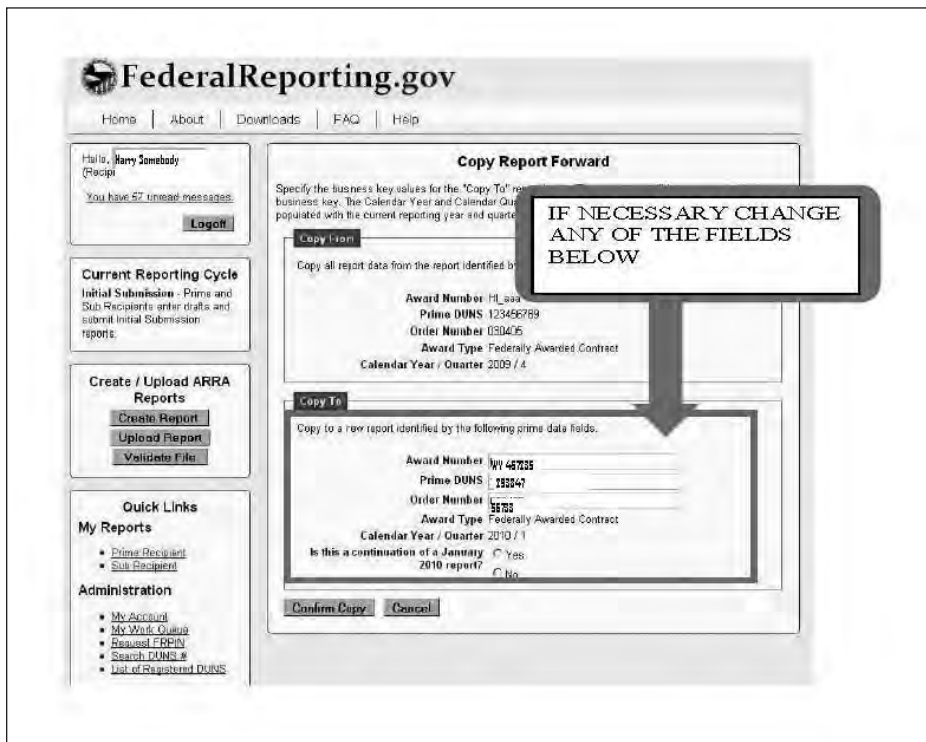 FederalReporting.gov
Home | About | Downloads | FAQ | Help
Hello, Harry Somebody
(Recipi
You have 57 unread messages.
Logoff
Current Reporting Cycle
Initial Submission - Prime and
Sub Recipients enter drafts and
submit Initial Submission
reports.
Create / Upload ARRA
Reports
Create Report
Upload Report
Validate File
Quick Links
My Reports
Prime Recipient
Sub Recipient
Administration
My Account
My Work Queue
Request FRPIN
Search DUNS #
List of Registered DUNS
Copy Report Forward
Specify the business key values for the "Copy To"
business key. The Calendar Year and Calendar
populated with the current reporting year and
IF NECESSARY CHANGE
ANY OF THE FIELDS
BELOW
Copy From
Copy all report data from the report identified by
Award Number HI_aaa
Prime DUNS 123456789
Order Number 030405
Award Type Federally Awarded Contract
Calendar Year / Quarter 2009 / 4
Copy To
Copy to a new report identified by the following prime data fields.
Award Number WY 467235
Prime DUNS 293847
Order Number 56783
Award Type Federally Awarded Contract
Calendar Year / Quarter 2010 / 1
Is this a continuation of a January Yes
2010 report?
No
Confirm Copy Cancel